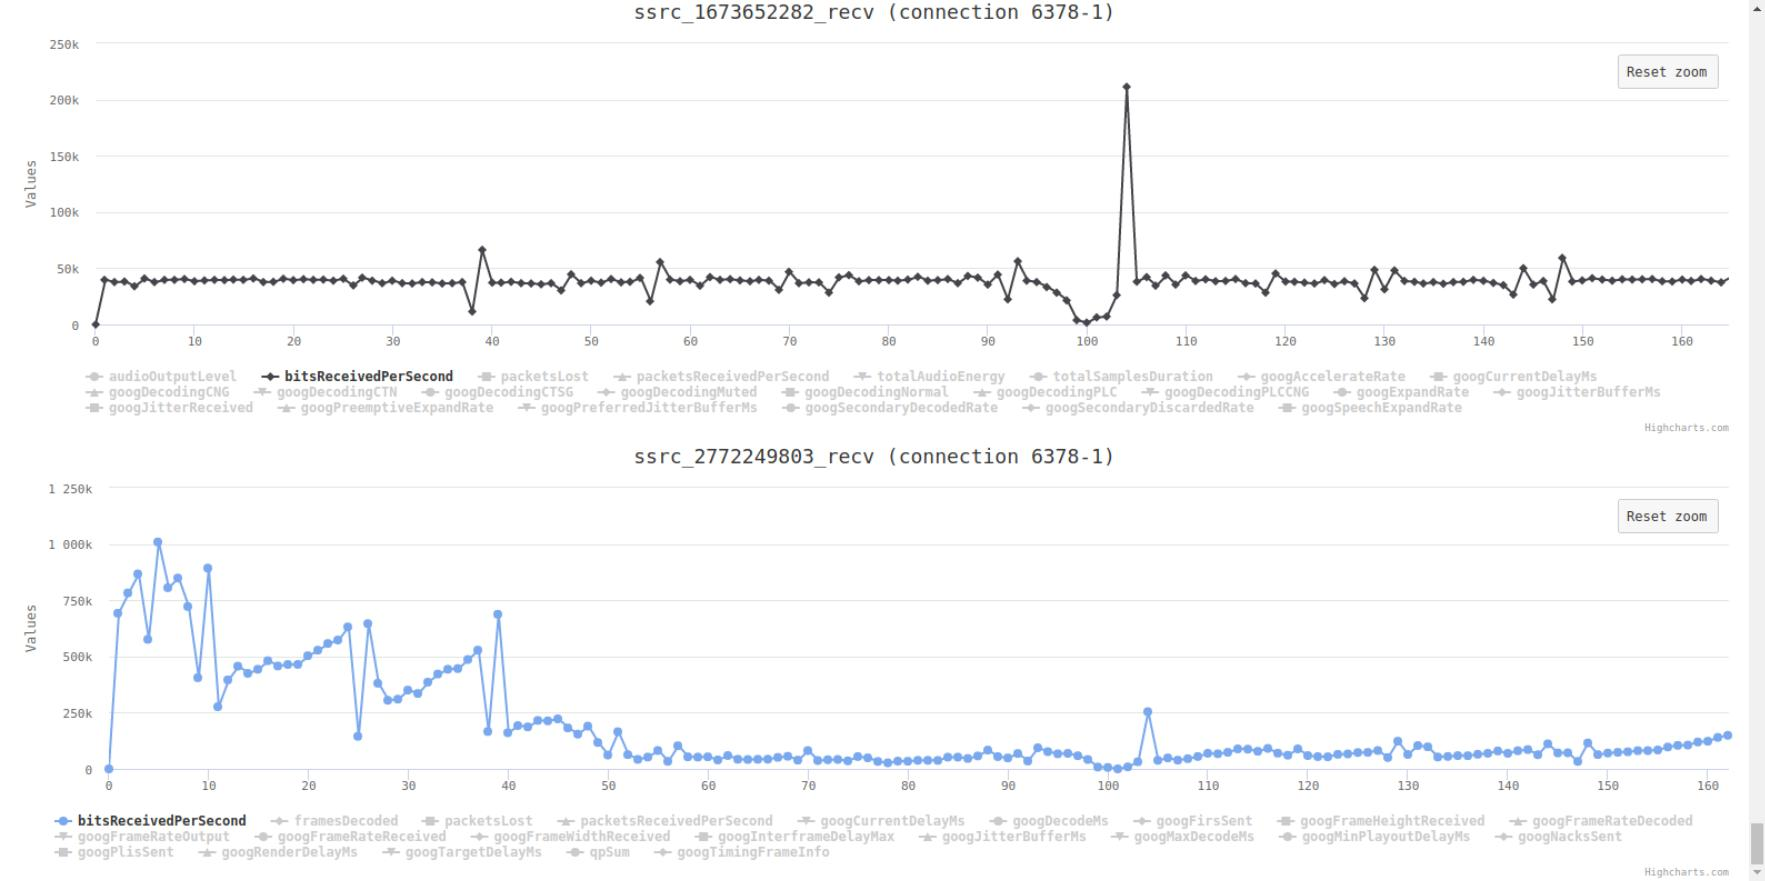 ssrc_1673652282_recv (connection 6378-1)
250k
Reset zoom
200k
150k
Values
100k
50k
0
0 10 20 30 40 50 60 70 80 90 100 110 120 130 140 150 160
audioOutputLevel bitsReceivedPerSecond packetsLost packetsReceivedPerSecond totalAudioEnergy totalSamplesDuration googAccelerateRate googCurrentDelayMs
googDecodingCNG googDecodingCTN googDecodingCTSG googDecodingMuted googDecodingNormal googDecodingPLC googDecodingPLCCNG googExpandRate googJitterBufferMs
googJitterReceived googPreemptiveExpandRate googPreferredJitterBufferMs googSecondaryDecodedRate googSecondaryDiscardedRate googSpeechExpandRate
Highcharts.com
ssrc_2772249803_recv (connection 6378-1)
1 250k
Reset zoom
1 000k
750k
Values
500k
250k
0
0 10 20 30 40 50 60 70 80 90 100 110 120 130 140 150 160
bitsReceivedPerSecond framesDecoded packetsLost packetsReceivedPerSecond googCurrentDelayMs googDecodeMs googFirsSent googFrameHeightReceived googFrameRateDecoded
googFrameRateOutput googFrameRateReceived googFrameWidthReceived googInterframeDelayMax googJitterBufferMs googMaxDecodeMs googMinPlayoutDelayMs googNacksSent
googPlisSent googRenderDelayMs googTargetDelayMs qpSum googTimingFrameInfo
Highcharts.com